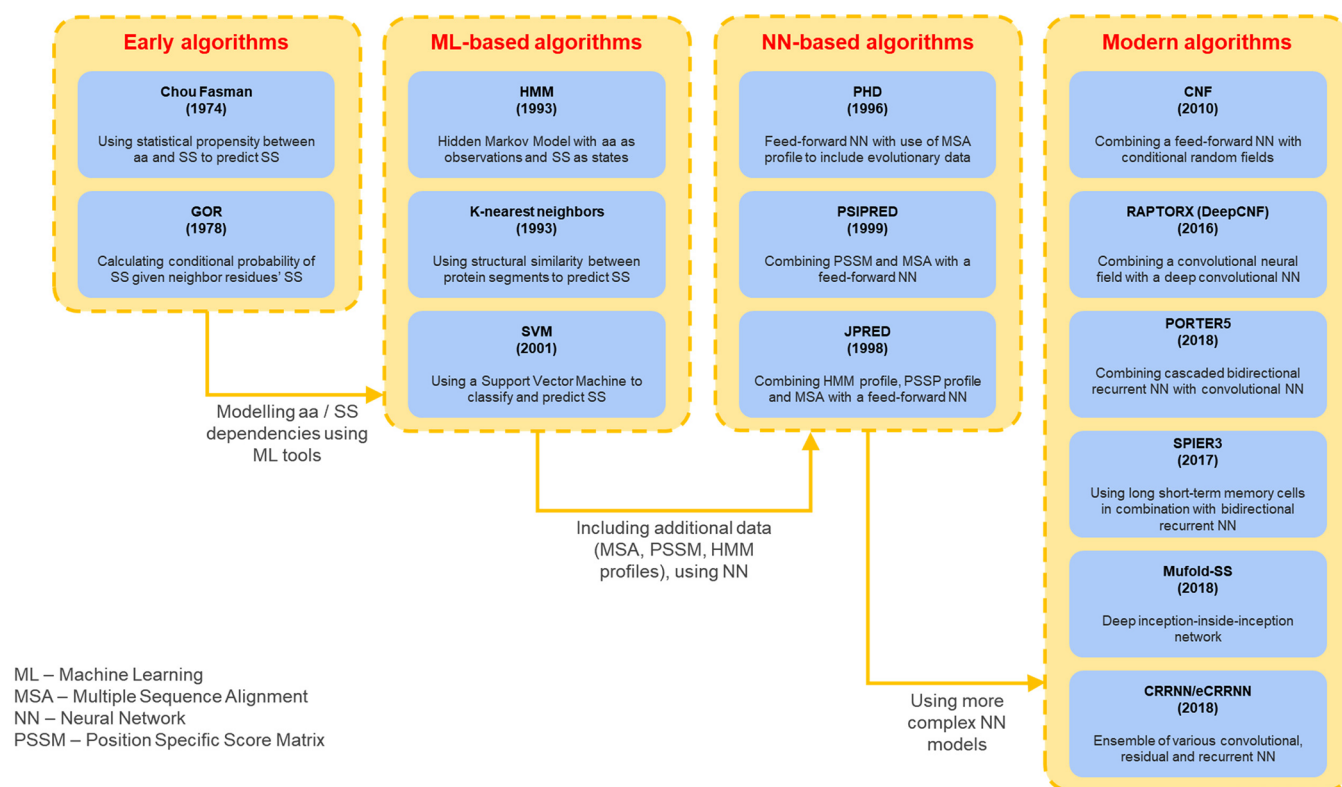 Early algorithms
Chou Fasman
(1974)
Using statistical propensity between
aa and SS to predict SS
GOR
(1978)
Calculating conditional probability of
SS given neighbor residues' SS
Modelling aa / SS
dependencies using
ML tools
ML-based algorithms
HMM
(1993)
Hidden Markov Model with aa as
observations and SS as states
K-nearest neighbors
(1993)
Using structural similarity between
protein segments to predict SS
SVM
(2001)
Using a Support Vector Machine to
classify and predict SS
Including additional data
(MSA, PSSM, HMM
profiles), using NN
NN-based algorithms
PHD
(1996)
Feed-forward NN with use of MSA
profile to include evolutionary data
PSIPRED
(1999)
Combining PSSM and MSA with a
feed-forward NN
JPRED
(1998)
Combining HMM profile, PSSP profile
and MSA with a feed-forward NN
Using more
complex NN
models
Modern algorithms
CNF
(2010)
Combining a feed-forward NN with
conditional random fields
RAPTORX (DeepCNF)
(2016)
Combining a convolutional neural
field with a deep convolutional NN
PORTER5
(2018)
Combining cascaded bidirectional
recurrent NN with convolutional NN
SPIER3
(2017)
Using long short-term memory cells
in combination with bidirectional
recurrent NN
Mufold-SS
(2018)
Deep inception-inside-inception
network
CRRNN/eCRRNN
(2018)
Ensemble of various convolutional,
residual and recurrent NN
ML – Machine Learning
MSA – Multiple Sequence Alignment
NN – Neural Network
PSSM – Position Specific Score Matrix